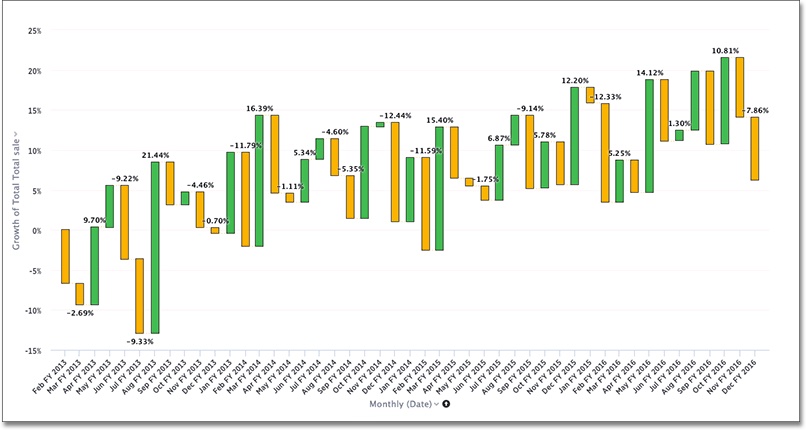 25%
20%
15%
10%
5%
0%
-5%
-10%
-15%
Growth of Total Total sale
-2.69%
9.70%
-9.22%
-9.33%
21.44%
-4.46%
-0.70%
-11.79%
16.39%
-1.11%
5.34%
-4.60%
-5.35%
-12.44%
-11.59%
15.40%
-1.75%
6.87%
-9.14%
5.78%
12.20%
-12.33%
5.25%
14.12%
1.30%
10.81%
-7.86%
Feb FY 2013
Mar FY 2013
Apr FY 2013
May FY 2013
Jun FY 2013
Jul FY 2013
Aug FY 2013
Sep FY 2013
Oct FY 2013
Nov FY 2013
Dec FY 2013
Jan FY 2014
Feb FY 2014
Mar FY 2014
Apr FY 2014
May FY 2014
Jun FY 2014
Jul FY 2014
Aug FY 2014
Sep FY 2014
Oct FY 2014
Nov FY 2014
Dec FY 2014
Jan FY 2015
Feb FY 2015
Mar FY 2015
Apr FY 2015
May FY 2015
Jun FY 2015
Jul FY 2015
Aug FY 2015
Sep FY 2015
Oct FY 2015
Nov FY 2015
Dec FY 2015
Jan FY 2016
Feb FY 2016
Mar FY 2016
Apr FY 2016
May FY 2016
Jun FY 2016
Jul FY 2016
Aug FY 2016
Sep FY 2016
Oct FY 2016
Nov FY 2016
Dec FY 2016
Monthly (Date)